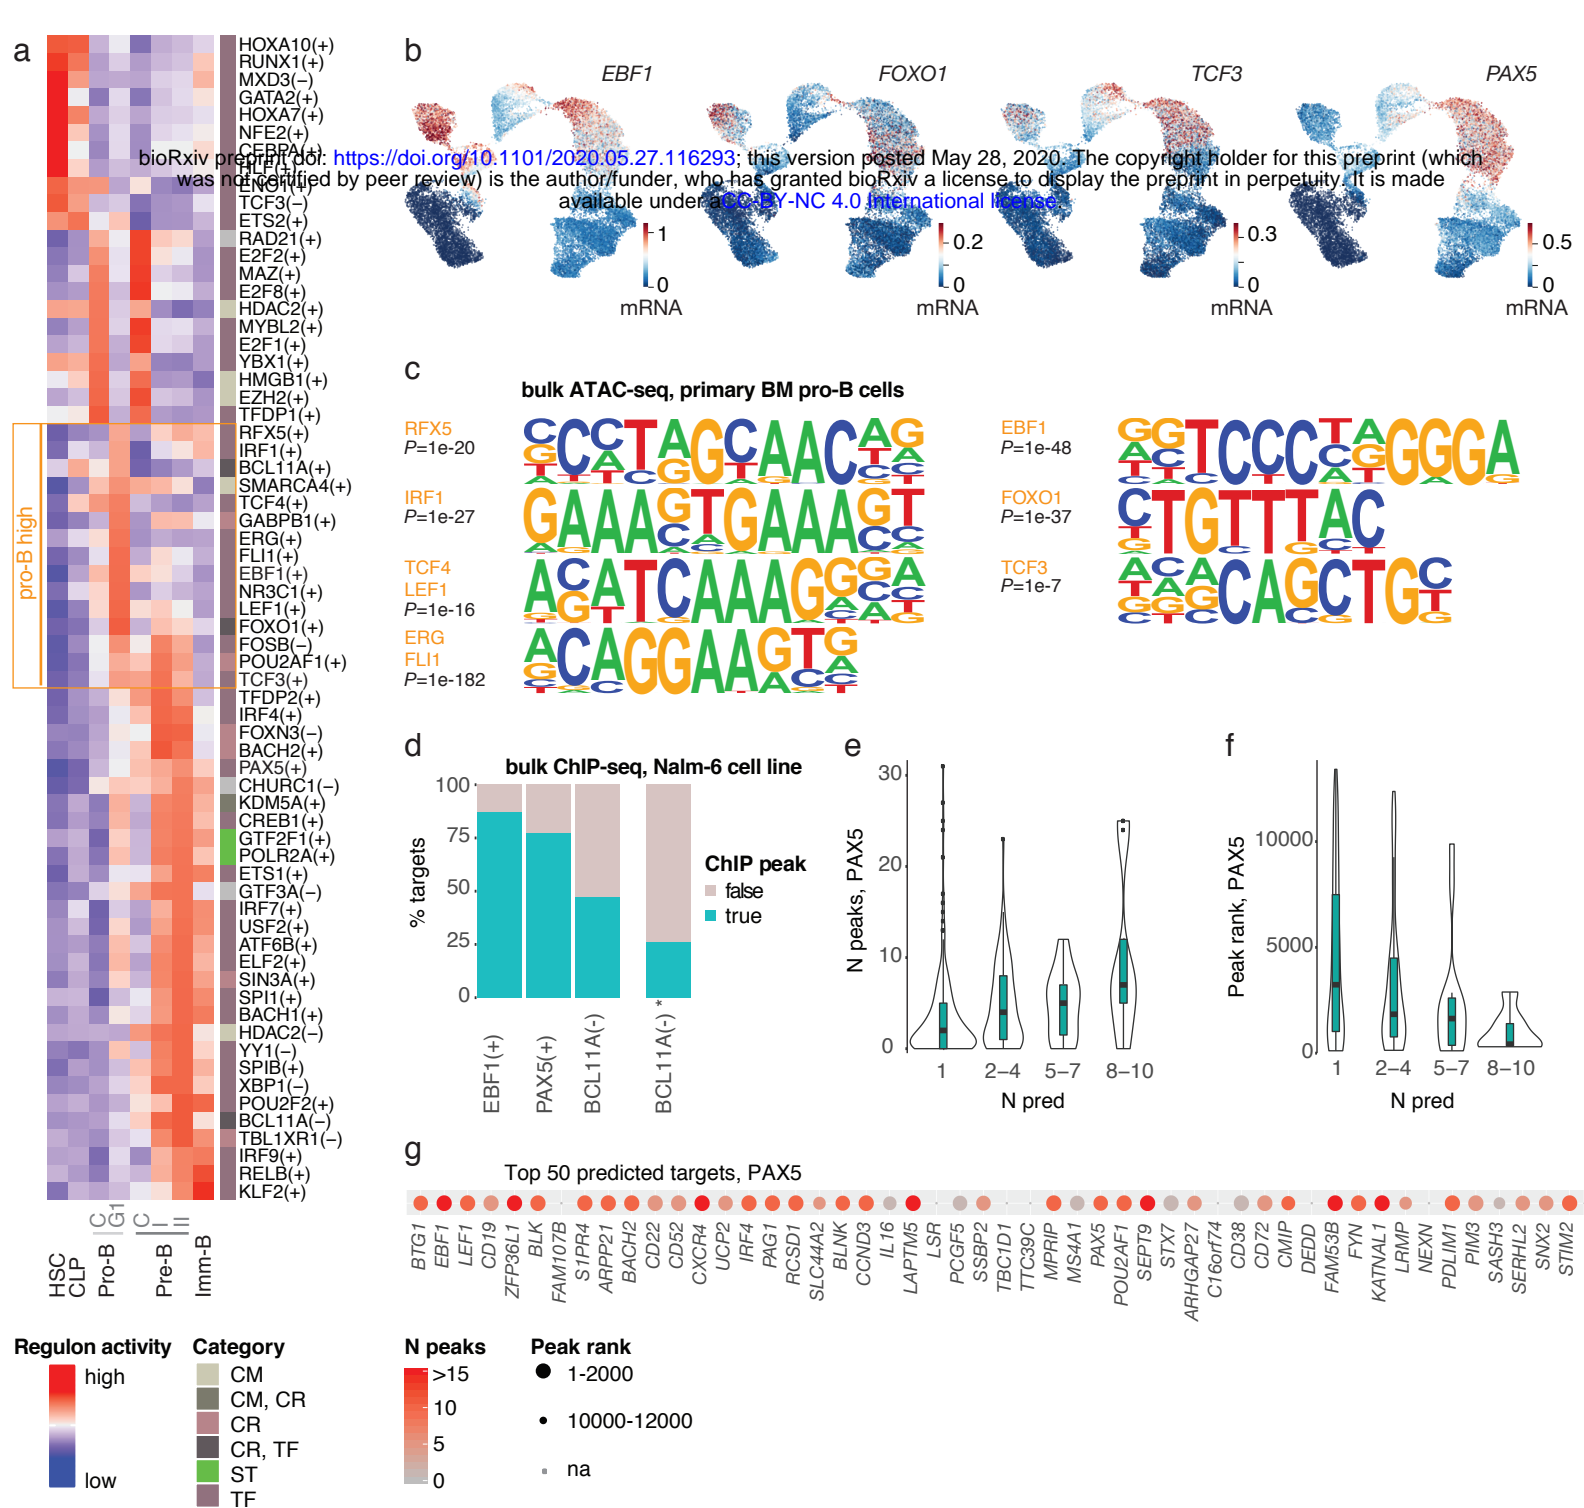 a
HOXA10(+)
RUNX1(+)
MXD3(−)
GATA2(+)
HOXA7(+)
NFE2(+)
CEBPA(+)
HLF(+)
ENO1(+)
TCF3(−)
ETS2(+)
RAD21(+)
E2F2(+)
MAZ(+)
E2F8(+)
HDAC2(+)
MYBL2(+)
E2F1(+)
YBX1(+)
HMGB1(+)
EZH2(+)
TFDP1(+)
RFX5(+)
IRF1(+)
BCL11A(+)
SMARCA4(+)
TCF4(+)
GABPB1(+)
ERG(+)
FLI1(+)
EBF1(+)
NR3C1(+)
LEF1(+)
FOXO1(+)
FOSB(−)
POU2AF1(+)
TCF3(+)
TFDP2(+)
IRF4(+)
FOXN3(−)
BACH2(+)
PAX5(+)
CHURC1(−)
KDM5A(+)
CREB1(+)
GTF2F1(+)
POLR2A(+)
ETS1(+)
GTF3A(−)
IRF7(+)
USF2(+)
ATF6B(+)
ELF2(+)
SIN3A(+)
SPI1(+)
BACH1(+)
HDAC2(−)
YY1(−)
SPIB(+)
XBP1(−)
POU2F2(+)
BCL11A(−)
TBL1XR1(−)
IRF9(+)
RELB(+)
KLF2(+)
pro-B high
C G1 C I II
HSC CLP Pro-B Pre-B Imm-B
Regulon activity
high
low
Category
CM
CM, CR
CR
CR, TF
ST
TF
bioRxiv preprint doi: https://doi.org/10.1101/2020.05.27.116293; this version posted May 28, 2020. The copyright holder for this preprint (which
was not certified by peer review) is the author/funder, who has granted bioRxiv a license to display the preprint in perpetuity. It is made
available under aCC-BY-NC 4.0 International license.
b
EBF1 FOXO1 TCF3 PAX5
1 0 mRNA
0.2 0 mRNA
0.3 0 mRNA
0.5 0 mRNA
c
bulk ATAC-seq, primary BM pro-B cells
RFX5
P=1e-20
CCCTAGCAACAG
IRF1
P=1e-27
GAAAGTGAAAGT
TCF4
LEF1
P=1e-16
ACATCAAAGGGA
ERG
FLI1
P=1e-182
ACAGGAAGTG
EBF1
P=1e-48
GGTCCCTAGGGA
FOXO1
P=1e-37
CTGTTTAC
TCF3
P=1e-7
ACACAGCTGC
d
bulk ChIP-seq, Nalm-6 cell line
% targets
100
75
50
25
0
EBF1(+) PAX5(+) BCL11A(-) BCL11A(-) *
ChIP peak
false
true
e
N peaks, PAX5
30
20
10
0
1 2−4 5−7 8−10
N pred
f
Peak rank, PAX5
10000
5000
0
1 2−4 5−7 8−10
N pred
g
Top 50 predicted targets, PAX5
BTG1 EBF1 LEF1 CD19 ZFP36L1 BLK FAM107B S1PR4 ARPP21 BACH2 CD22 CD52 CXCR4 UCP2 IRF4 PAG1 RCSD1 SLC44A2 BLNK CCND3 IL16 LAPTM5 LSR PCGF5 SSBP2 TBC1D1 TTC39C MPRIP MS4A1 PAX5 POU2AF1 SEPT9 STX7 ARHGAP27 C16orf74 CD38 CD72 CMIP DEDD FAM53B FYN KATNAL1 LRMP NEXN PDLIM1 PIM3 SASH3 SERHL2 SNX2 STIM2
N peaks
>15
10
5
0
Peak rank
1-2000
10000-12000
na